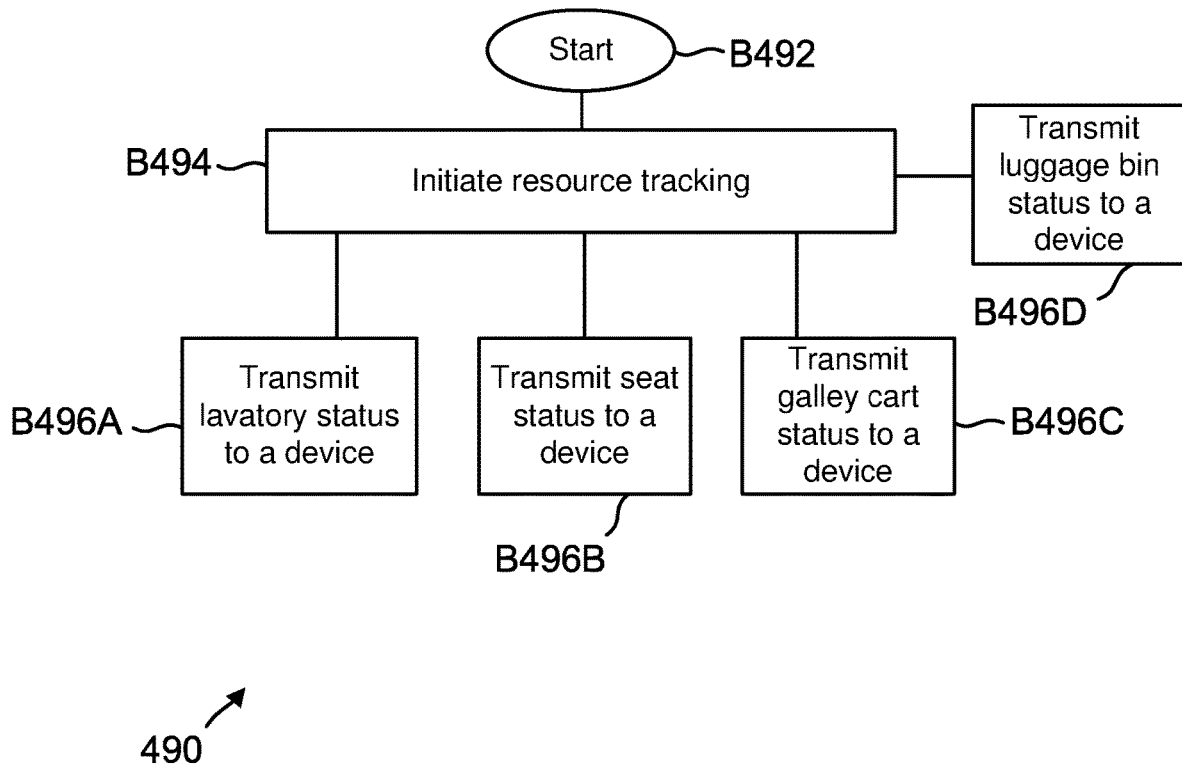 Start
B492
B494
Initiate resource tracking
Transmit
luggage bin
status to a
device
B496D
B496A
Transmit
lavatory status
to a device
Transmit seat
status to a
device
B496B
Transmit
galley cart
status to a
device
B496C
490